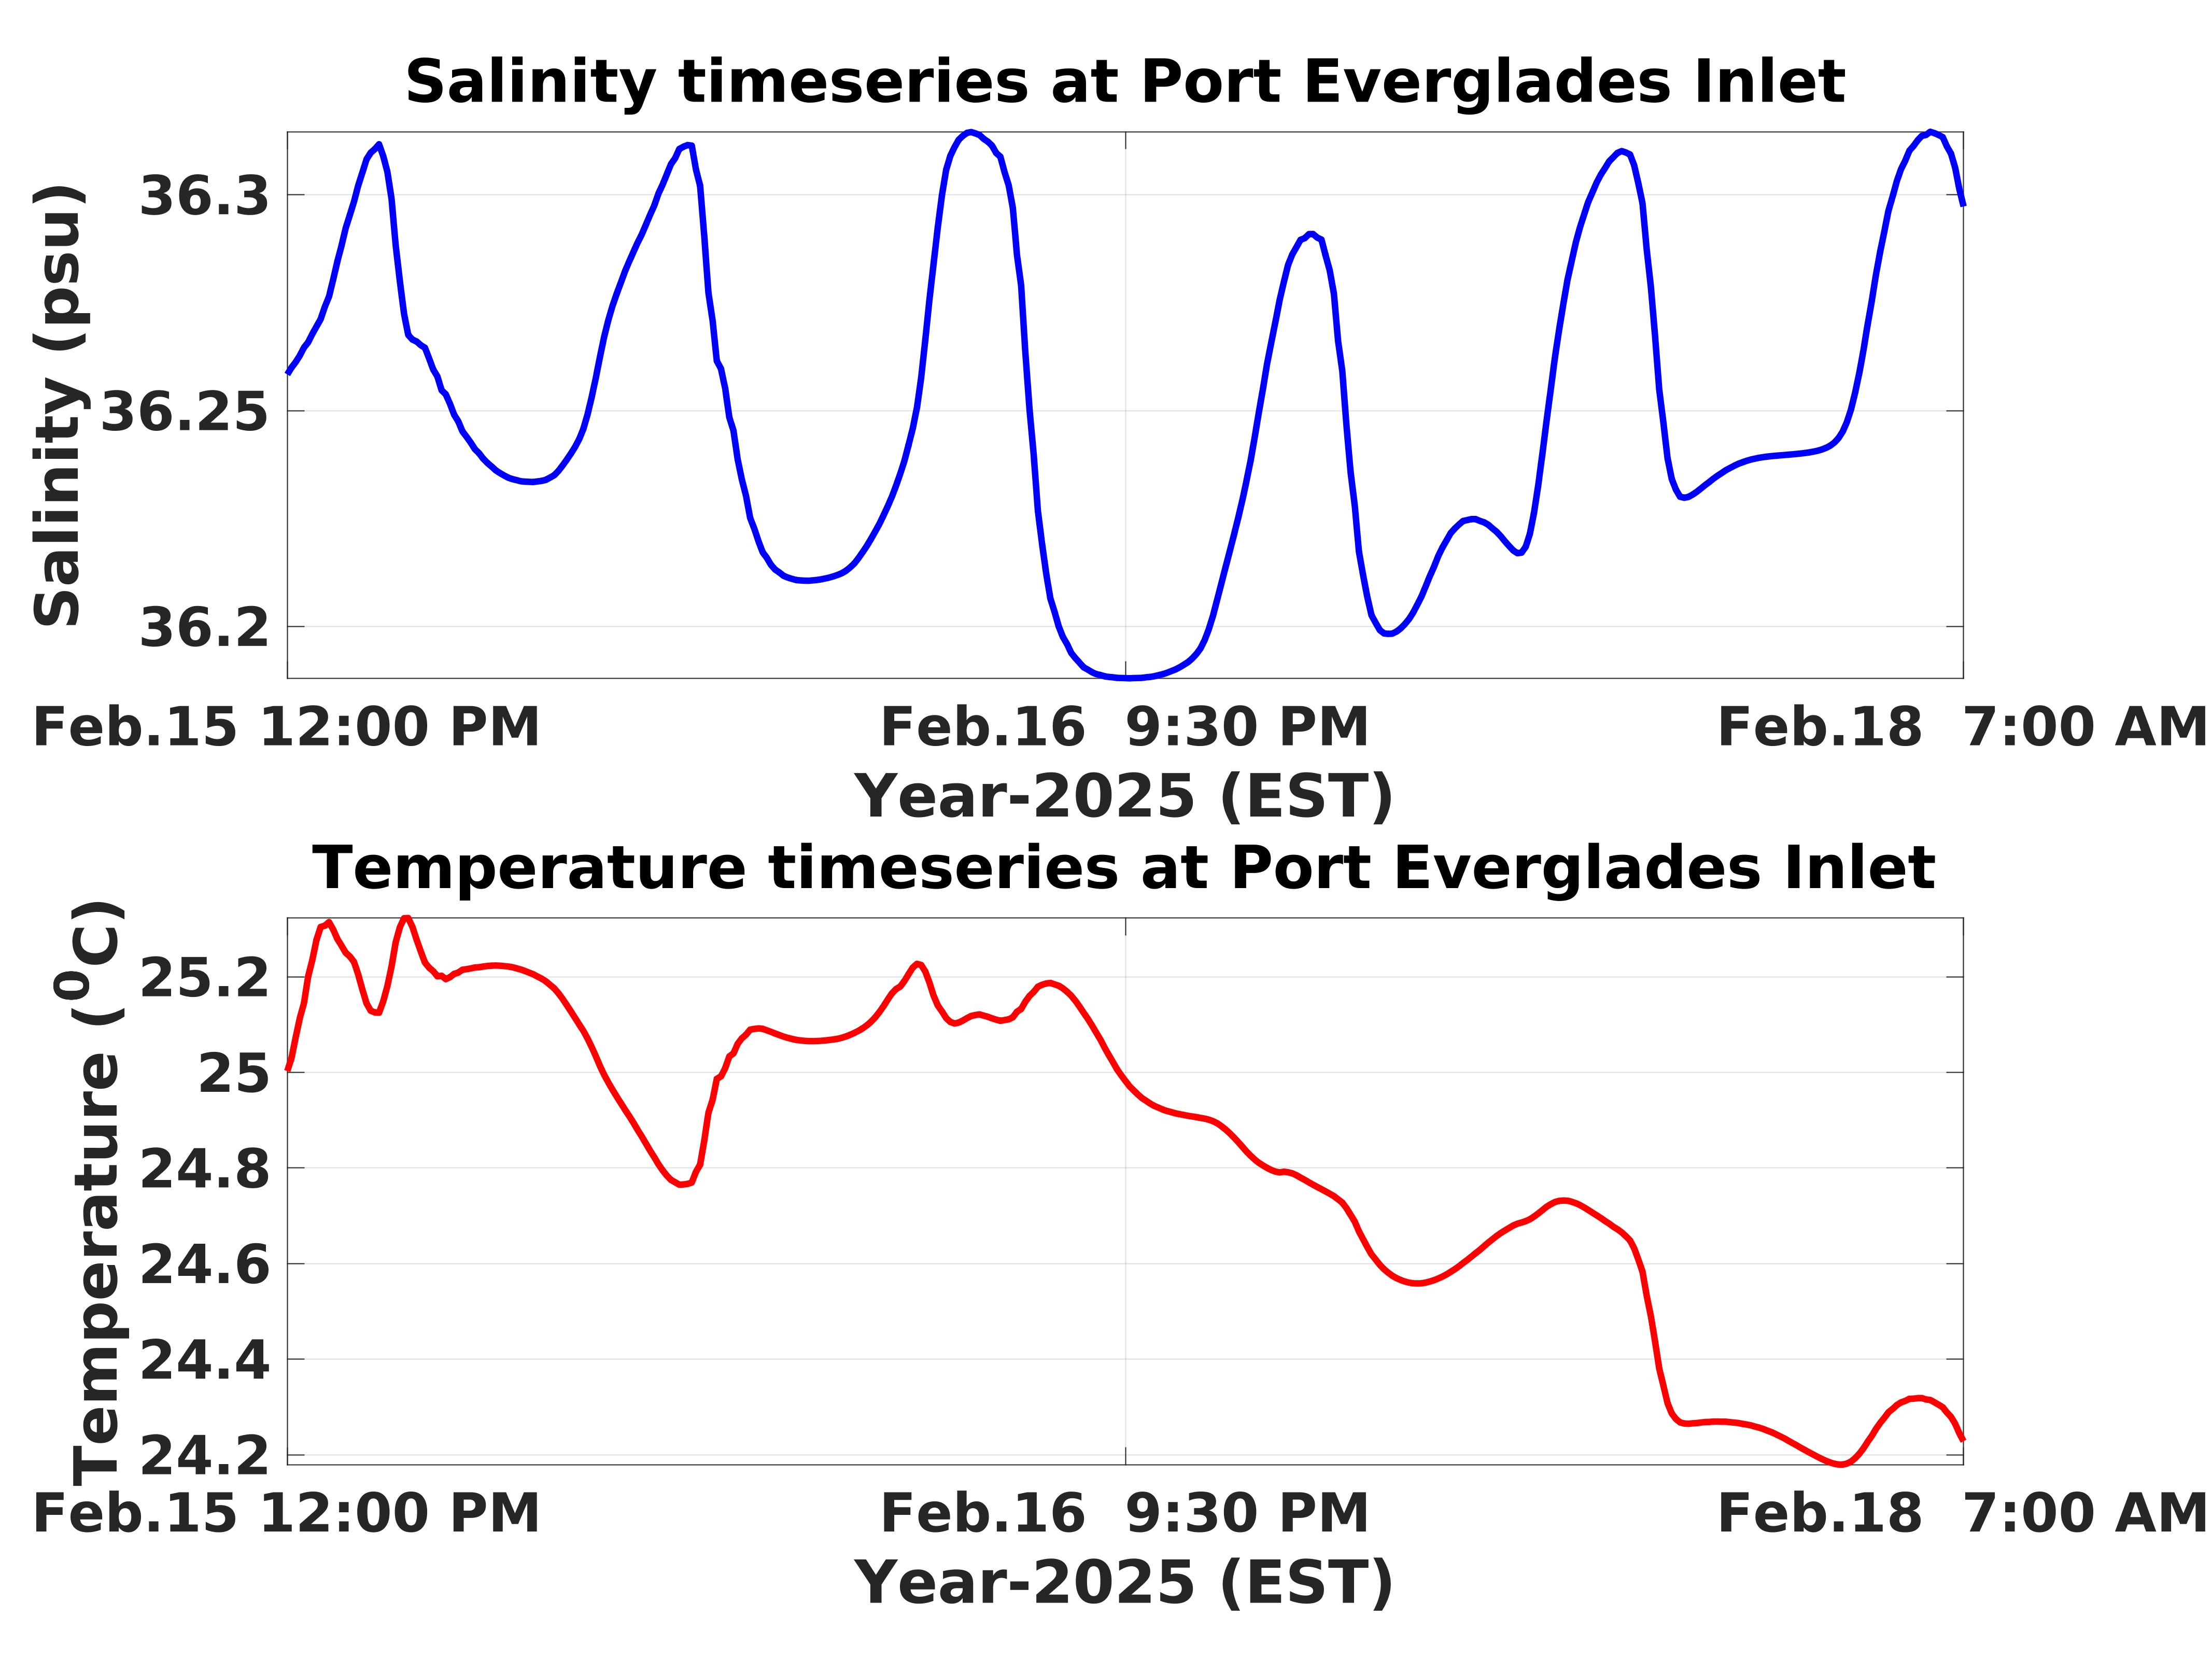 Salinity timeseries at Port Everglades Inlet
Salinity (psu)
36.3
36.25
36.2
Feb.15 12:00 PM
Feb.16  9:30 PM
Feb.18  7:00 AM
Year-2025 (EST)
Temperature timeseries at Port Everglades Inlet
Temperature (⁰C)
25.2
25
24.8
24.6
24.4
24.2
Feb.15 12:00 PM
Feb.16  9:30 PM
Feb.18  7:00 AM
Year-2025 (EST)